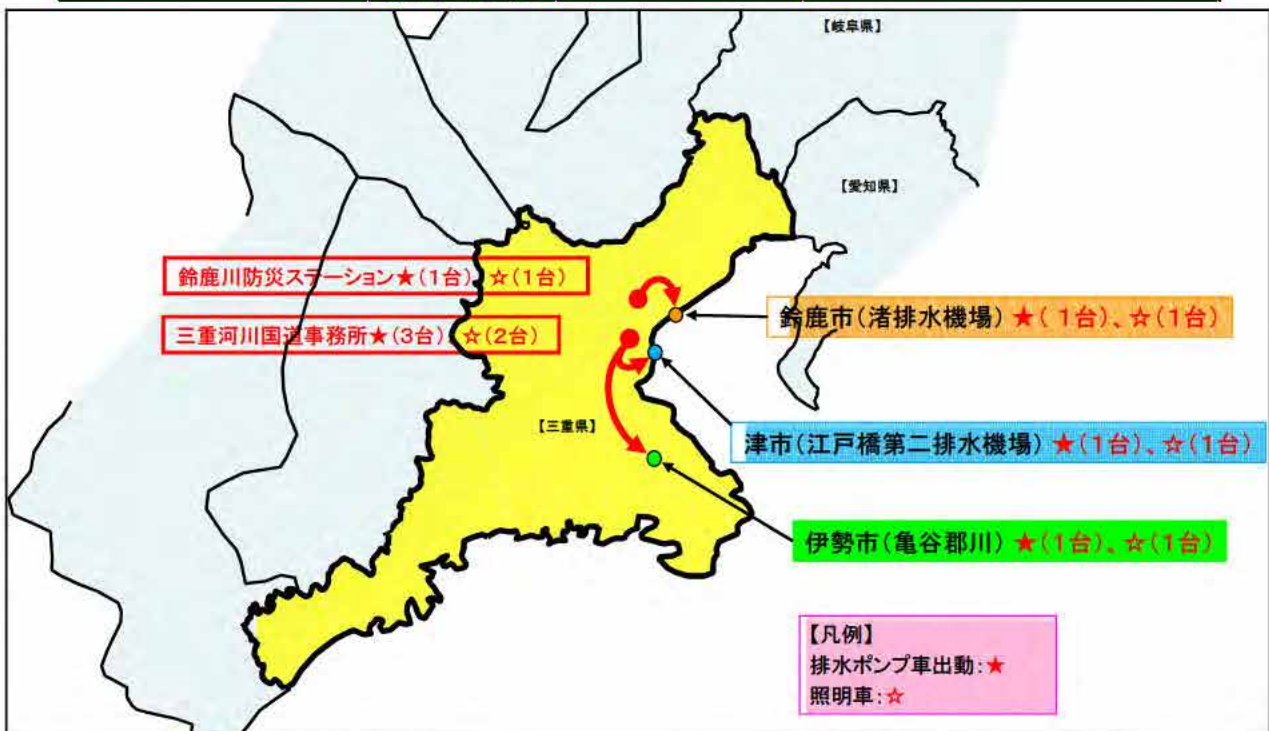 【岐阜県】
【愛知県】
鈴鹿川防災ステーション★(1台)、☆(1台)
三重河川国道事務所★(3台)、☆(2台)
鈴鹿市(渚排水機場) ★( 1台)、☆(1台)
【三重県】
津市(江戸橋第二排水機場) ★(1台)、☆(1台)
伊勢市(亀谷郡川) ★(1台)、☆(1台)
【凡例】
排水ポンプ車出動:★
照明車:☆